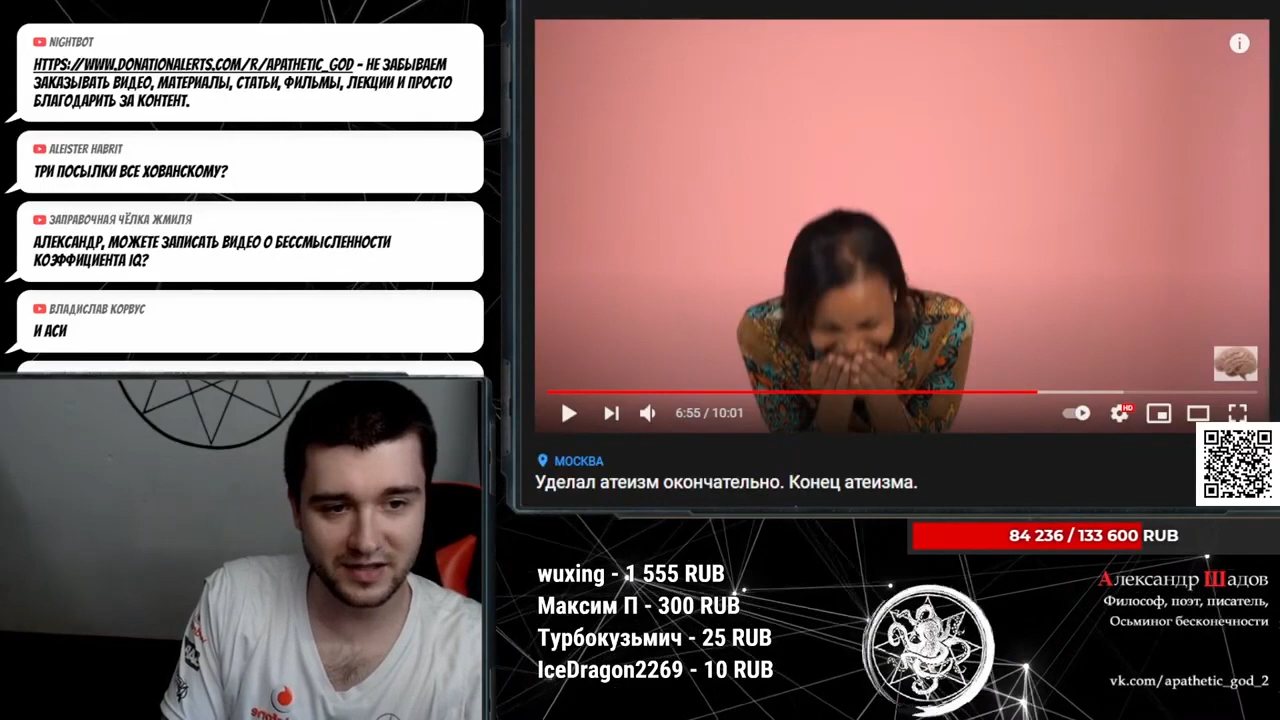 NIGHTBOT
HTTPS://WWW.DONATIONALERTS.COM/R/APATHETIC_GOD - НЕ ЗАБЫВАЕМ
ЗАКАЗЫВАТЬ ВИДЕО, МАТЕРИАЛЫ, СТАТЬИ, ФИЛЬМЫ, ЛЕКЦИИ И ПРОСТО
БЛАГОДАРИТЬ ЗА КОНТЕНТ.
ALEISTER HABRIT
ТРИ ПОСЫЛКИ ВСЕ ХОВАНСКОМУ?
ЗАПРАВОЧНАЯ ЧЁЛКА ЖМИЛЯ
АЛЕКСАНДР, МОЖЕТЕ ЗАПИСАТЬ ВИДЕО О БЕССМЫСЛЕННОСТИ
КОЭФФИЦИЕНТА IQ?
ВЛАДИСЛАВ КОРВУС
И АСИ
6:55 / 10:01
HD
МОСКВА
Уделал атеизм окончательно. Конец атеизма.
84 236 / 133 600 RUB
wuxing - 1 555 RUB
Максим П - 300 RUB
Турбокузьмич - 25 RUB
IceDragon2269 - 10 RUB
Александр Шадов
Философ, поэт, писатель,
Осьминог бесконечности
vk.com/apathetic_god_2